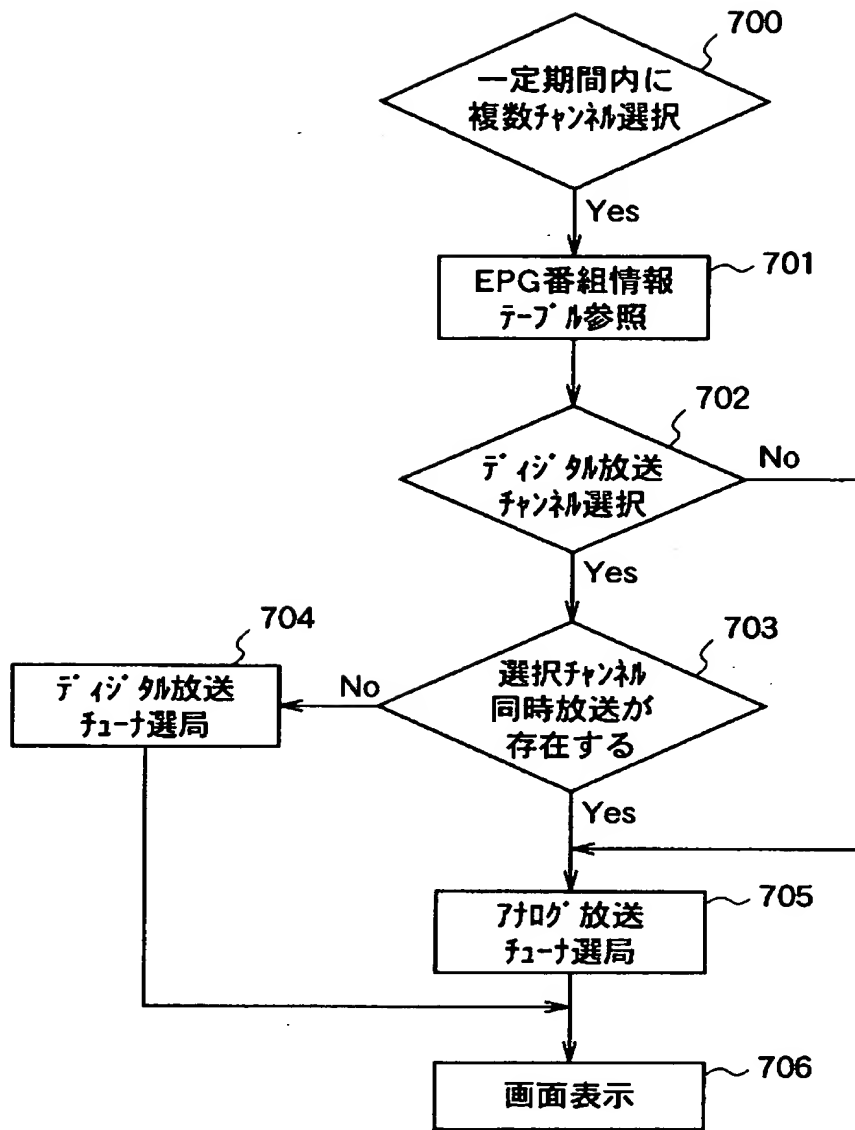 700
一定期間内に
複数ﾁｬﾝﾈﾙ選択
Yes
701
EPG番組情報
ﾃｰﾌﾞﾙ参照
702
ﾃﾞｨｼﾞﾀﾙ放送
ﾁｬﾝﾈﾙ選択
No
Yes
703
選択ﾁｬﾝﾈﾙ
同時放送が
存在する
No
704
ﾃﾞｨｼﾞﾀﾙ放送
ﾁｭｰﾅ選局
Yes
705
ｱﾅﾛｸﾞ放送
ﾁｭｰﾅ選局
706
画面表示